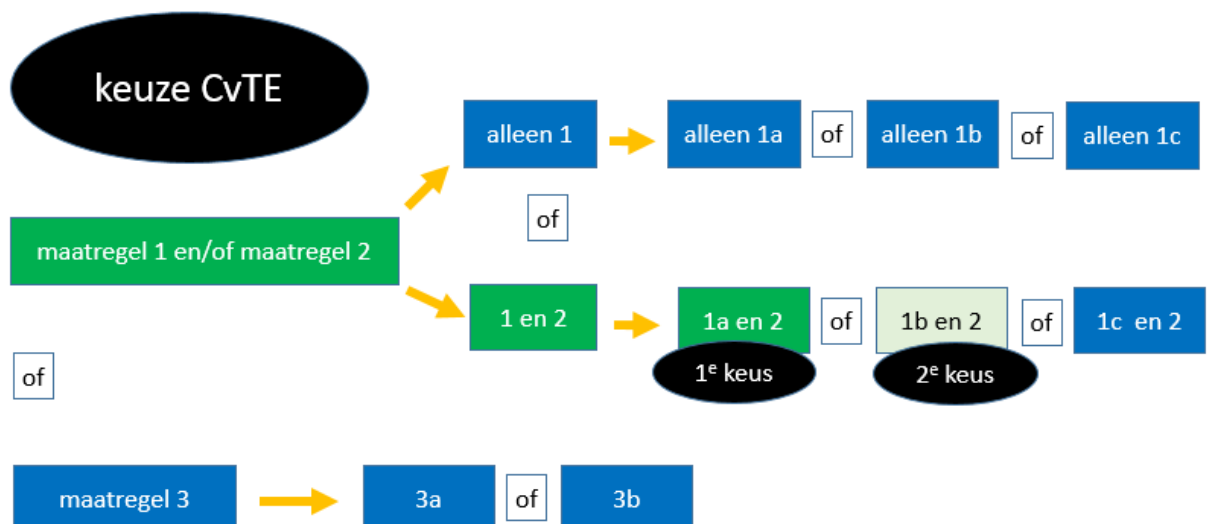 keuze CvTE
alleen 1
alleen 1a
of
alleen 1b
of
alleen 1c
of
maatregel 1 en/of maatregel 2
1 en 2
1a en 2
of
1b en 2
of
1c en 2
1e keus
2e keus
of
maatregel 3
3a
of
3b